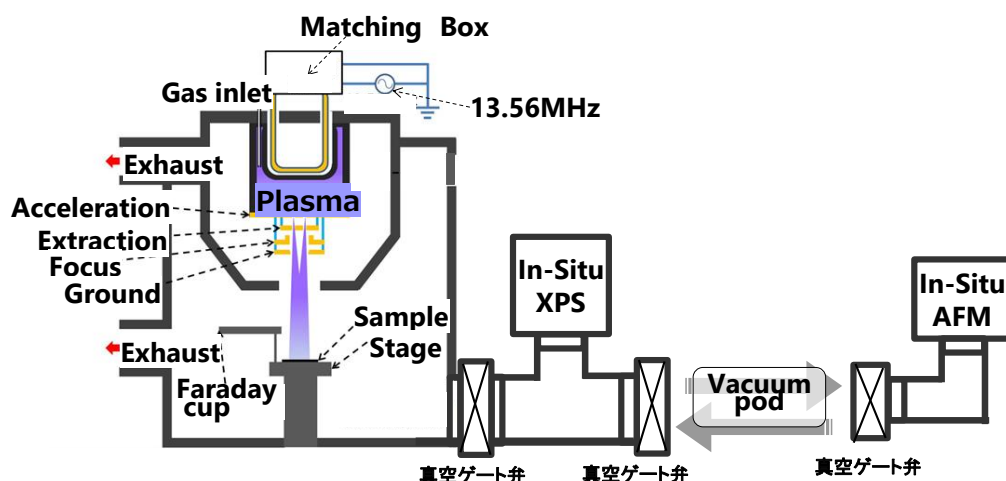 Matching Box
Gas inlet
13.56MHz
Exhaust
Plasma
Acceleration
Extraction
Focus
Ground
In-Situ
XPS
In-Situ
AFM
Sample
Stage
Exhaust
Faraday
cup
Vacuum
pod
真空ゲート弁
真空ゲート弁
真空ゲート弁